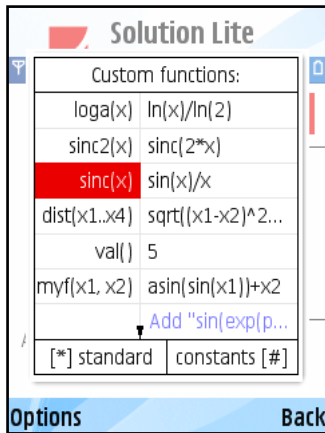 Solution Lite
Custom functions:
loga(x) ln(x)/ln(2)
sinc2(x) sinc(2*x)
sinc(x) sin(x)/x
dist(x1..x4) sqrt((x1-x2)^2...
val() 5
myf(x1, x2) asin(sin(x1))+x2
Add "sin(exp(p...
[*] standard constants [#]
Options Back